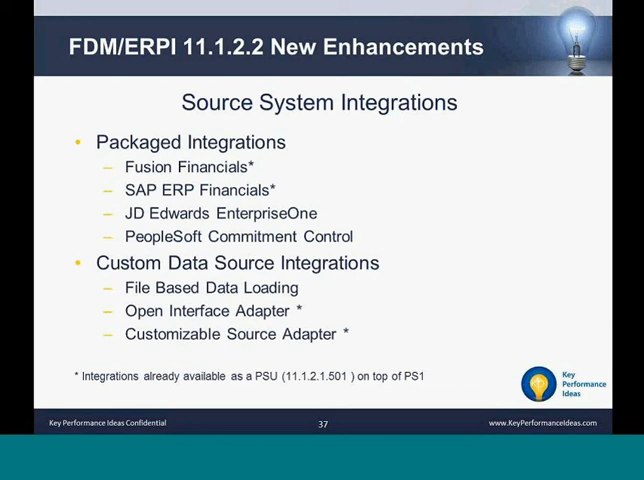 FDM/ERPI 11.1.2.2 New Enhancements
Source System Integrations
• Packaged Integrations
– Fusion Financials*
– SAP ERP Financials*
– JD Edwards EnterpriseOne
– PeopleSoft Commitment Control
• Custom Data Source Integrations
– File Based Data Loading
– Open Interface Adapter *
– Customizable Source Adapter *
* Integrations already available as a PSU (11.1.2.1.501 ) on top of PS1
Key
Performance
Ideas
Key Performance Ideas Confidential
37
www.KeyPerformanceIdeas.com